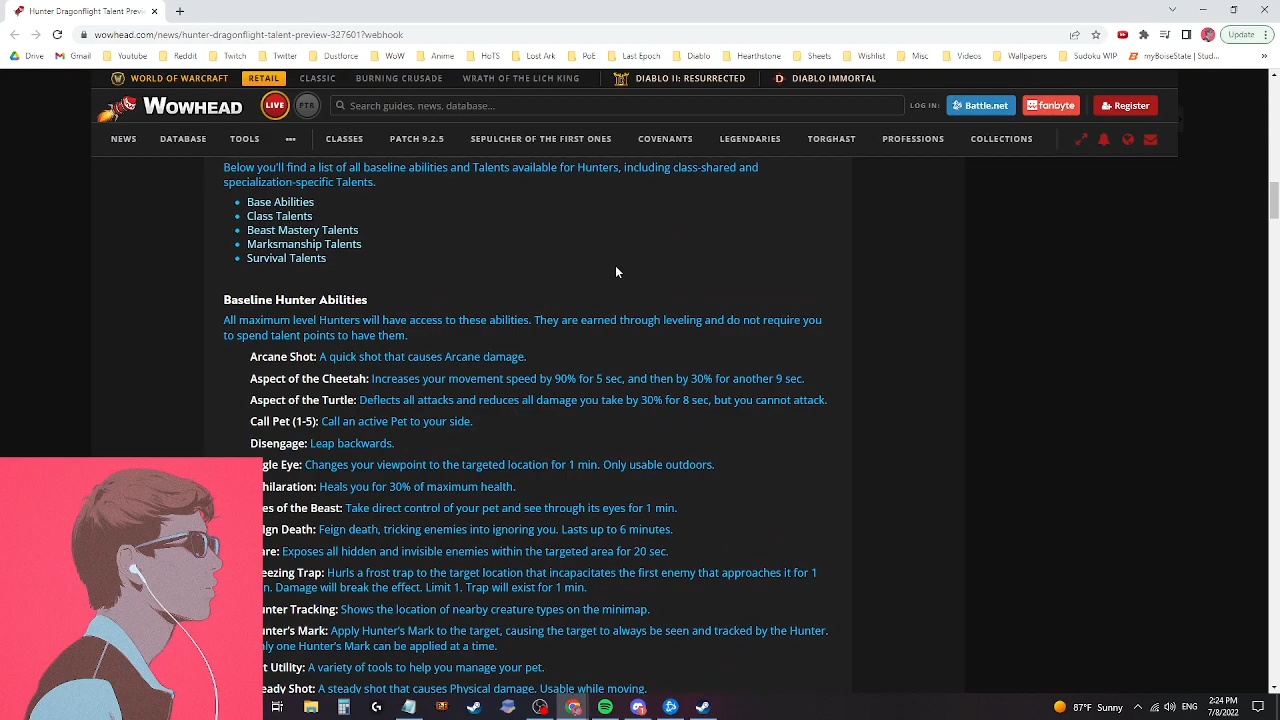 Hunter Dragonflight Talent Previ
wowhead.com/news/hunter-dragonflight-talent-preview-327601?webhook
Update
Drive
Gmail
Youtube
Reddit
Twitch
Twitter
Dustforce
WoW
Anime
HoTS
Lost Ark
PoE
Last Epoch
Diablo
Hearthstone
Sheets
Wishlist
Misc
Videos
Wallpapers
Sudoku WIP
myBoiseState | Stud...
WORLD OF WARCRAFT
RETAIL
CLASSIC
BURNING CRUSADE
WRATH OF THE LICH KING
DIABLO II: RESURRECTED
DIABLO IMMORTAL
WOWHEAD
LIVE
PTR
Search guides, news, database...
LOG IN:
Battle.net
fanbyte
Register
NEWS
DATABASE
TOOLS
CLASSES
PATCH 9.2.5
SEPULCHER OF THE FIRST ONES
COVENANTS
LEGENDARIES
TORGHAST
PROFESSIONS
COLLECTIONS
Below you'll find a list of all baseline abilities and Talents available for Hunters, including class-shared and
specialization-specific Talents.
Base Abilities
Class Talents
Beast Mastery Talents
Marksmanship Talents
Survival Talents
Baseline Hunter Abilities
All maximum level Hunters will have access to these abilities. They are earned through leveling and do not require you
to spend talent points to have them.
Arcane Shot: A quick shot that causes Arcane damage.
Aspect of the Cheetah: Increases your movement speed by 90% for 5 sec, and then by 30% for another 9 sec.
Aspect of the Turtle: Deflects all attacks and reduces all damage you take by 30% for 8 sec, but you cannot attack.
Call Pet (1-5): Call an active Pet to your side.
Disengage: Leap backwards.
gle Eye: Changes your viewpoint to the targeted location for 1 min. Only usable outdoors.
hilaration: Heals you for 30% of maximum health.
es of the Beast: Take direct control of your pet and see through its eyes for 1 min.
ign Death: Feign death, tricking enemies into ignoring you. Lasts up to 6 minutes.
are: Exposes all hidden and invisible enemies within the targeted area for 20 sec.
eezing Trap: Hurls a frost trap to the target location that incapacitates the first enemy that approaches it for 1
n. Damage will break the effect. Limit 1. Trap will exist for 1 min.
unter Tracking: Shows the location of nearby creature types on the minimap.
unter's Mark: Apply Hunter's Mark to the target, causing the target to always be seen and tracked by the Hunter.
ly one Hunter's Mark can be applied at a time.
t Utility: A variety of tools to help you manage your pet.
eady Shot: A steady shot that causes Physical damage. Usable while moving.
87°F Sunny
ENG
2:24 PM
7/8/2022